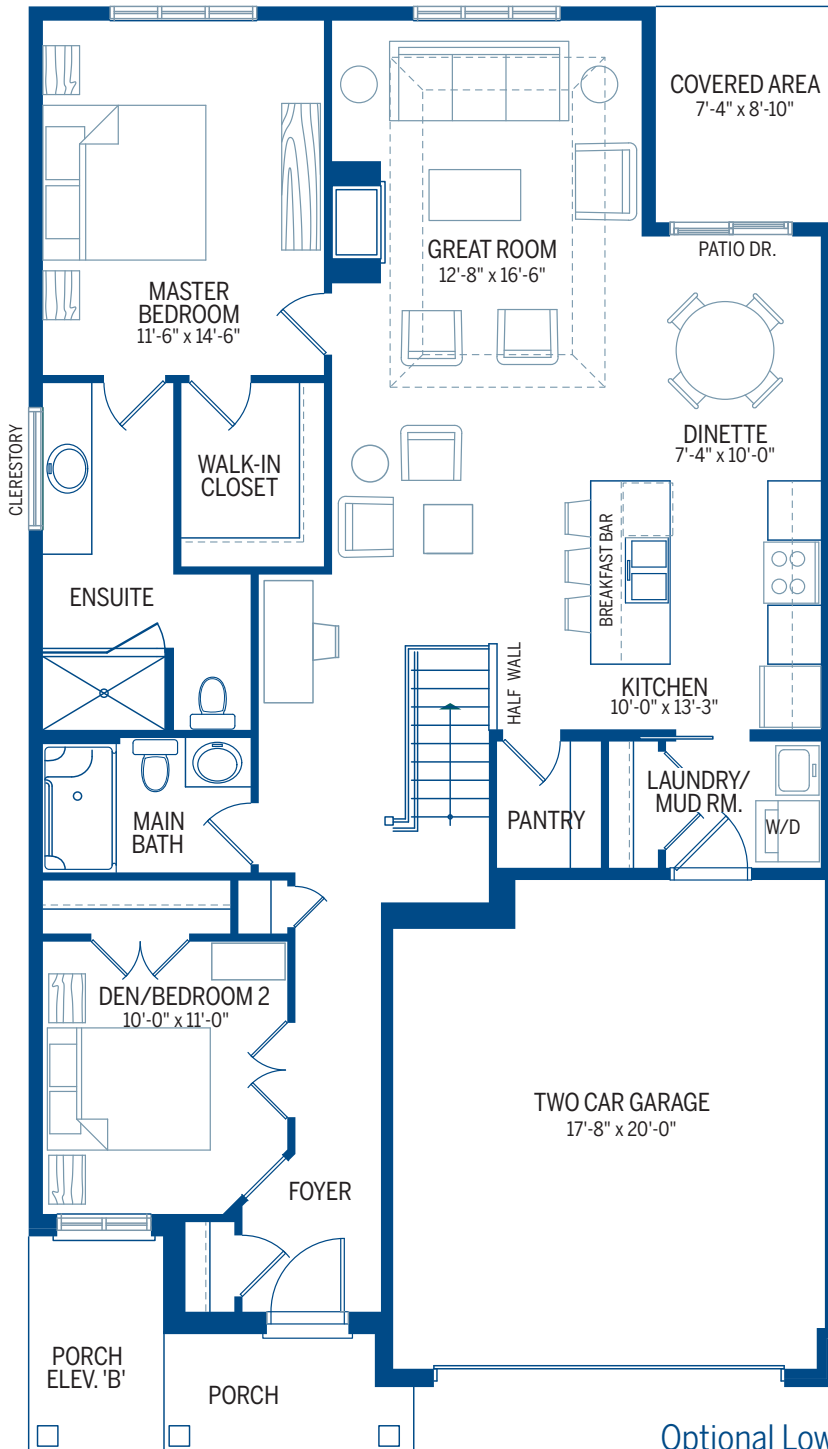 COVERED AREA
7'-4" x 8'-10"
GREAT ROOM
12'-8" x 16'-6"
PATIO DR.
MASTER
BEDROOM
11'-6" x 14'-6"
CLERESTORY
WALK-IN
CLOSET
DINETTE
7'-4" x 10'-0"
BREAKFAST BAR
ENSUITE
HALF WALL
KITCHEN
10'-0" x 13'-3"
LAUNDRY/
MUD RM.
W/D
PANTRY
MAIN
BATH
DEN/BEDROOM 2
10'-0" x 11'-0"
TWO CAR GARAGE
17'-8" x 20'-0"
FOYER
PORCH
ELEV. 'B'
PORCH
Optional Low